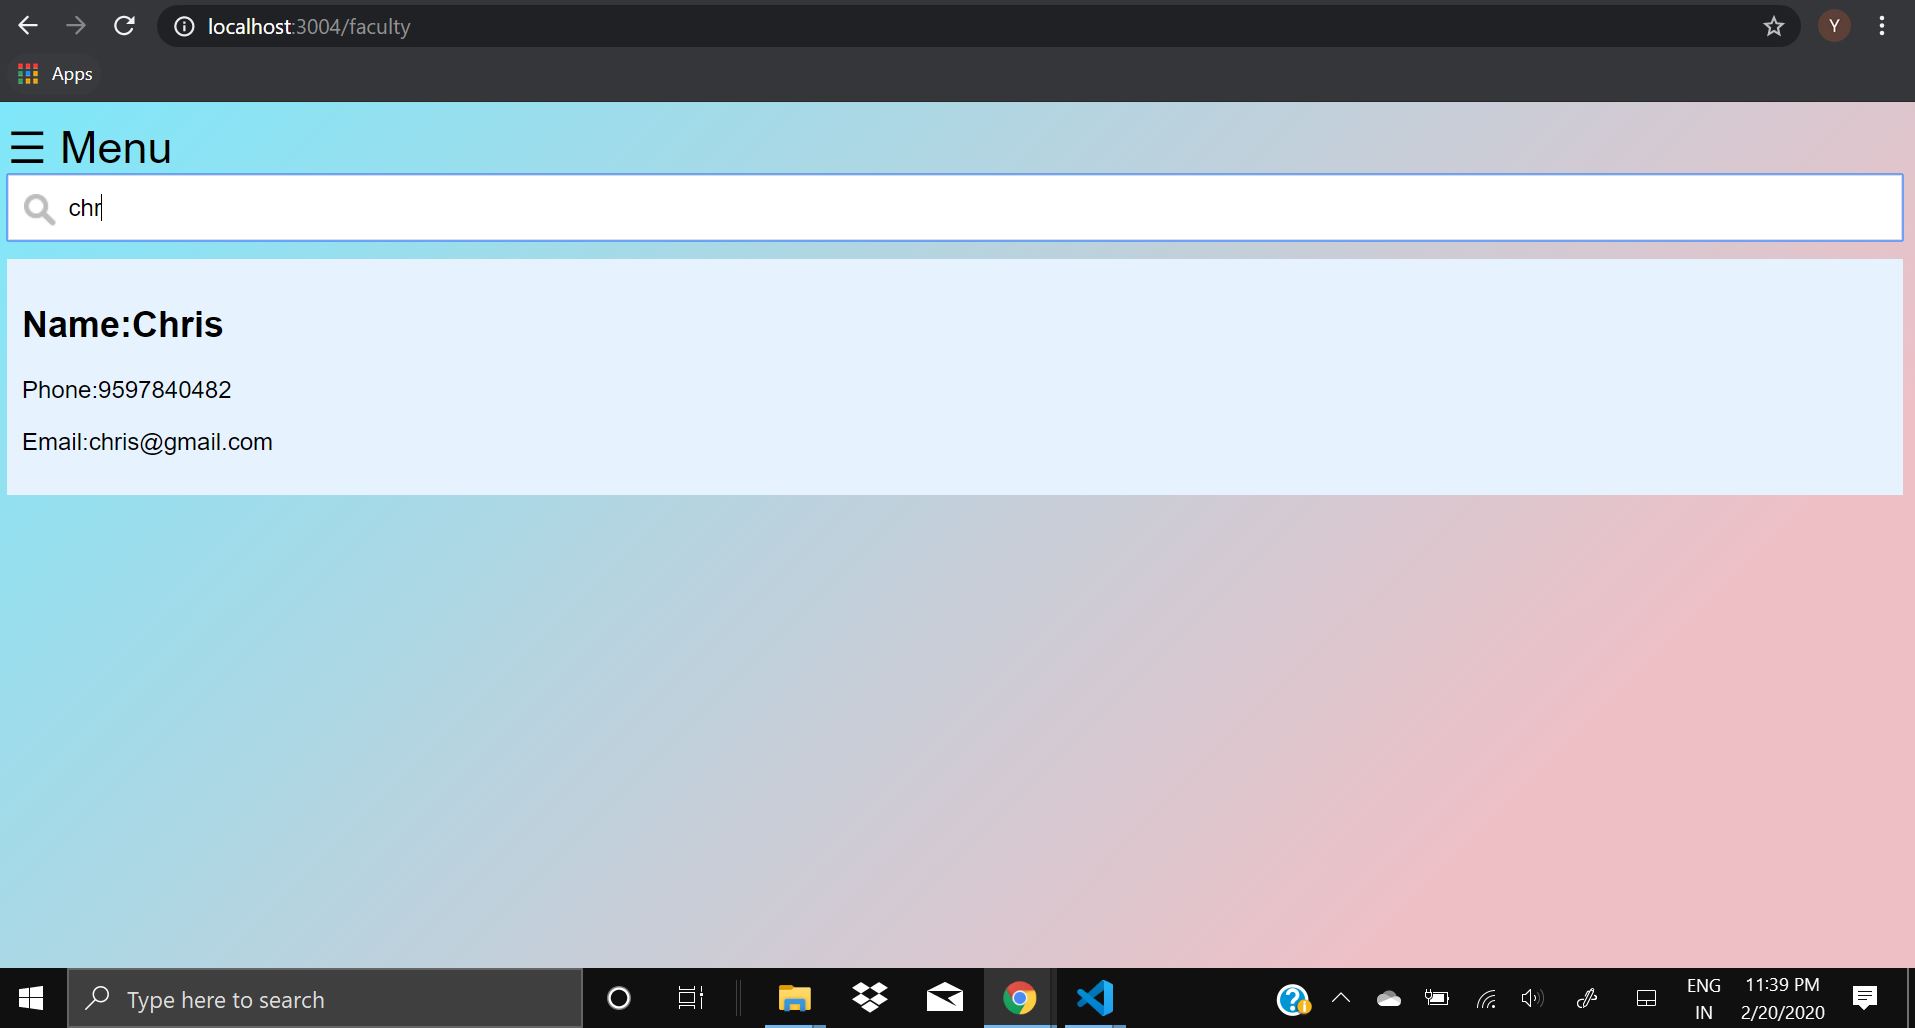 localhost:3004/faculty
Y
Apps
☰ Menu
chr
Name:Chris
Phone:9597840482
Email:chris@gmail.com
Type here to search
ENG
IN
11:39 PM
2/20/2020